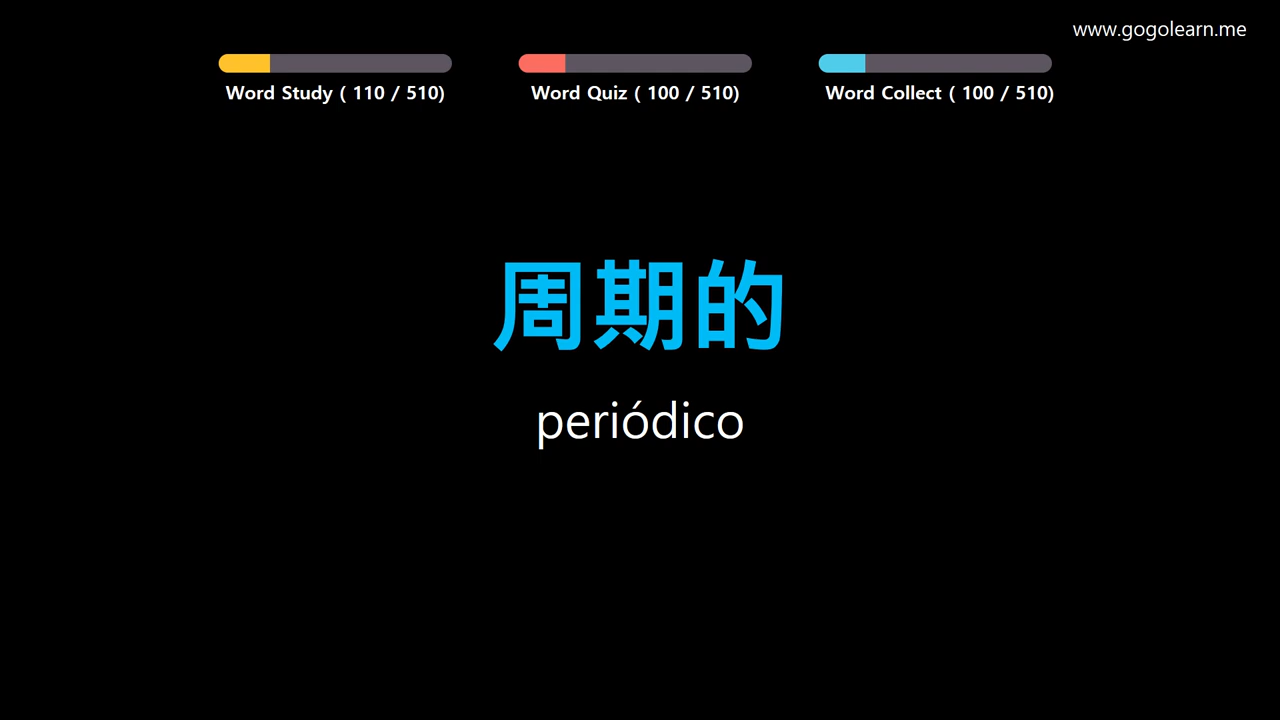 www.gogolearn.me
Word Study ( 110 / 510)
Word Quiz ( 100 / 510)
Word Collect ( 100 / 510)
周期的
periódico